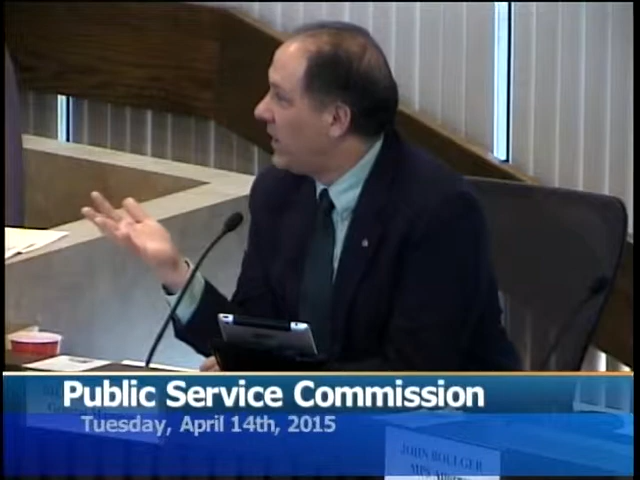 Public Service Commission
Tuesday, April 14th, 2015
JOHN BOULGER